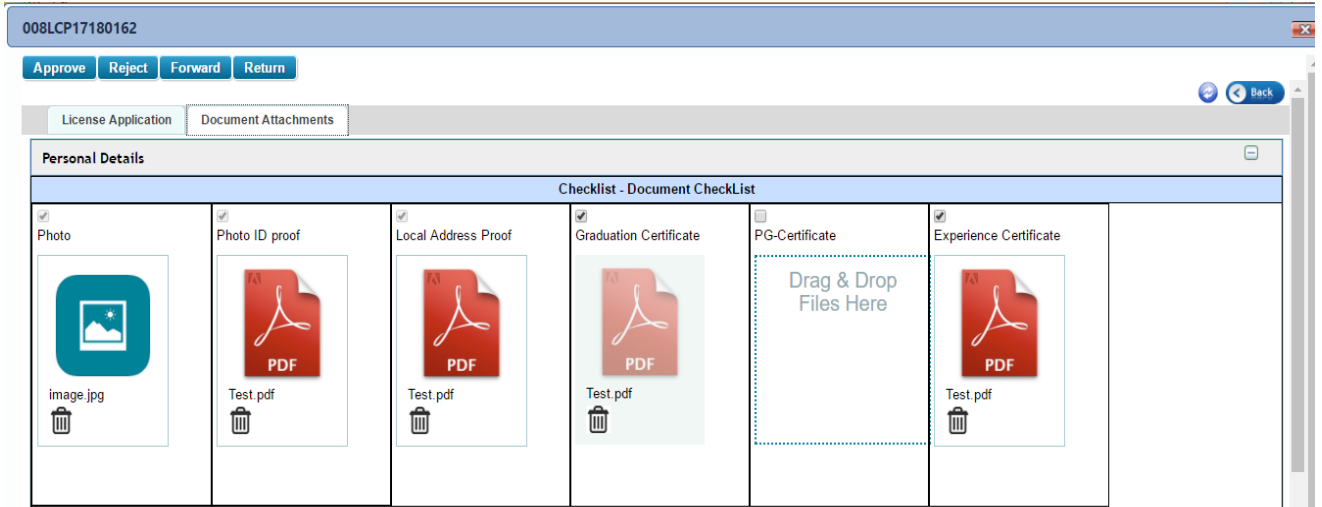 008LCP17180162
Approve Reject Forward Return
Back
License Application Document Attachments
Personal Details
Checklist - Document CheckList
Photo Photo ID proof Local Address Proof Graduation Certificate PG-Certificate Experience Certificate
Drag & Drop
Files Here
PDF PDF PDF PDF
image.jpg Test.pdf Test.pdf Test.pdf Test.pdf